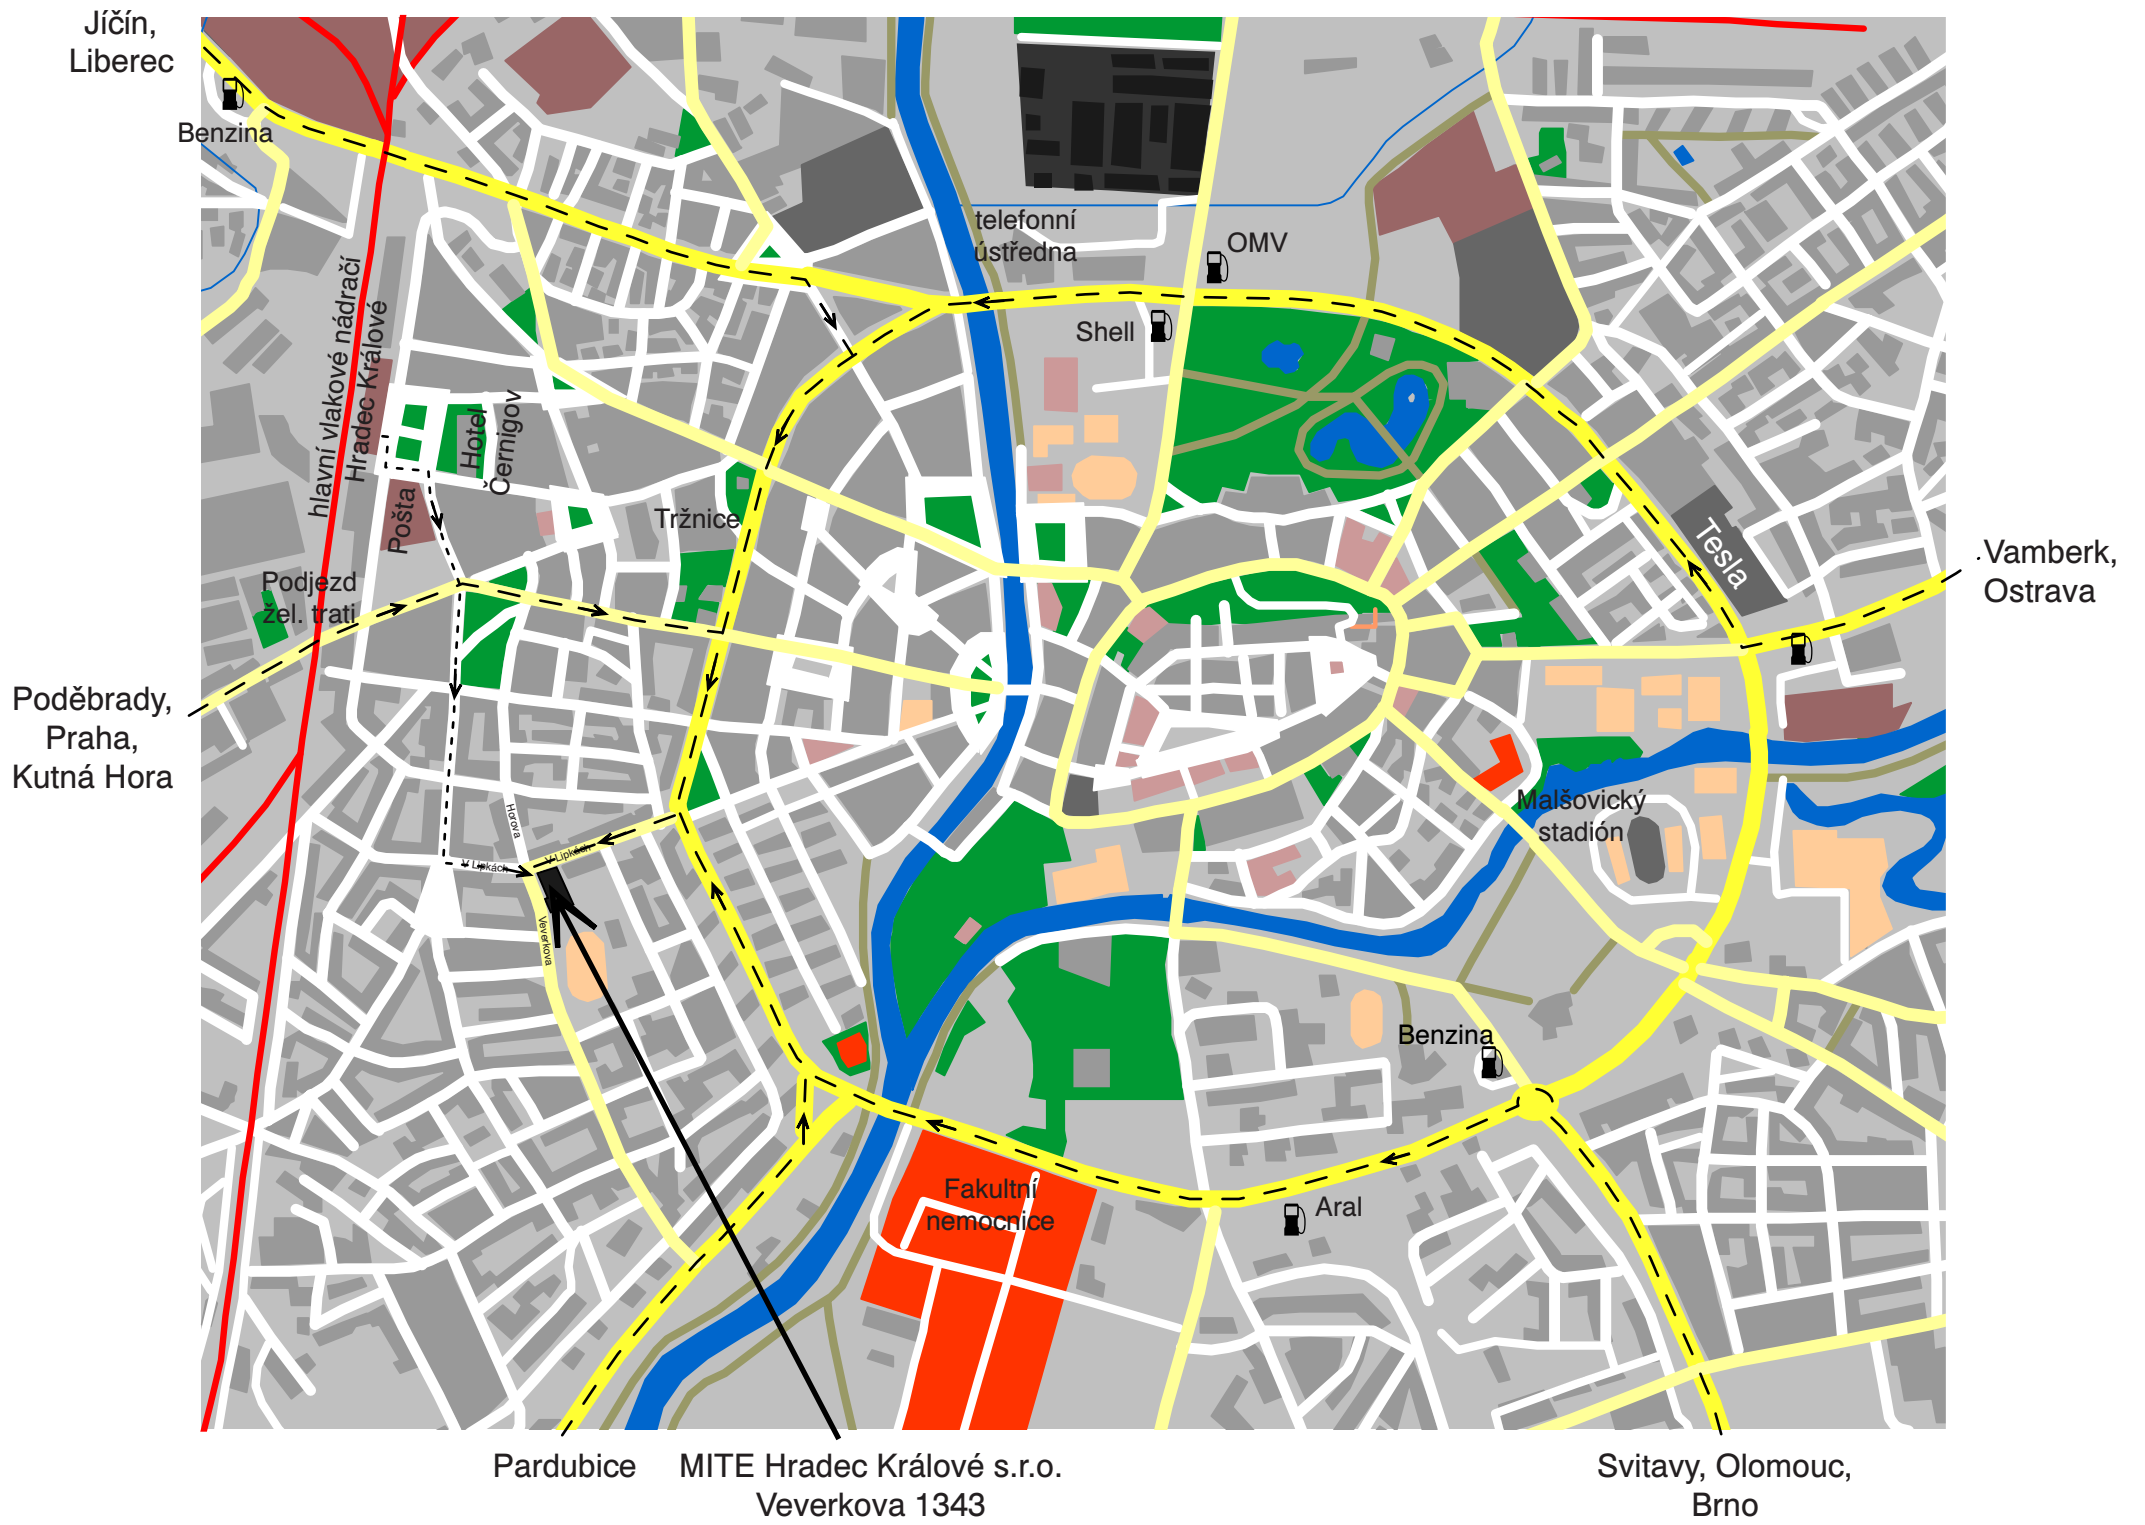 Jíčín,
Liberec
Benzina
telefonní
ústředna
OMV
Shell
hlavní vlakové nádračí
Hradec Králové
Hotel
Černigov
Pošta
Tržnice
Tesla
Vamberk,
Ostrava
Podjezd
žel. trati
Poděbrady,
Praha,
Kutná Hora
Malšovický
stadión
Horova
V Lipkách
V Lipkách
Veverkova
Benzina
Fakultní
nemocnice
Aral
Pardubice
MITE Hradec Králové s.r.o.
Veverkova 1343
Svitavy, Olomouc,
Brno